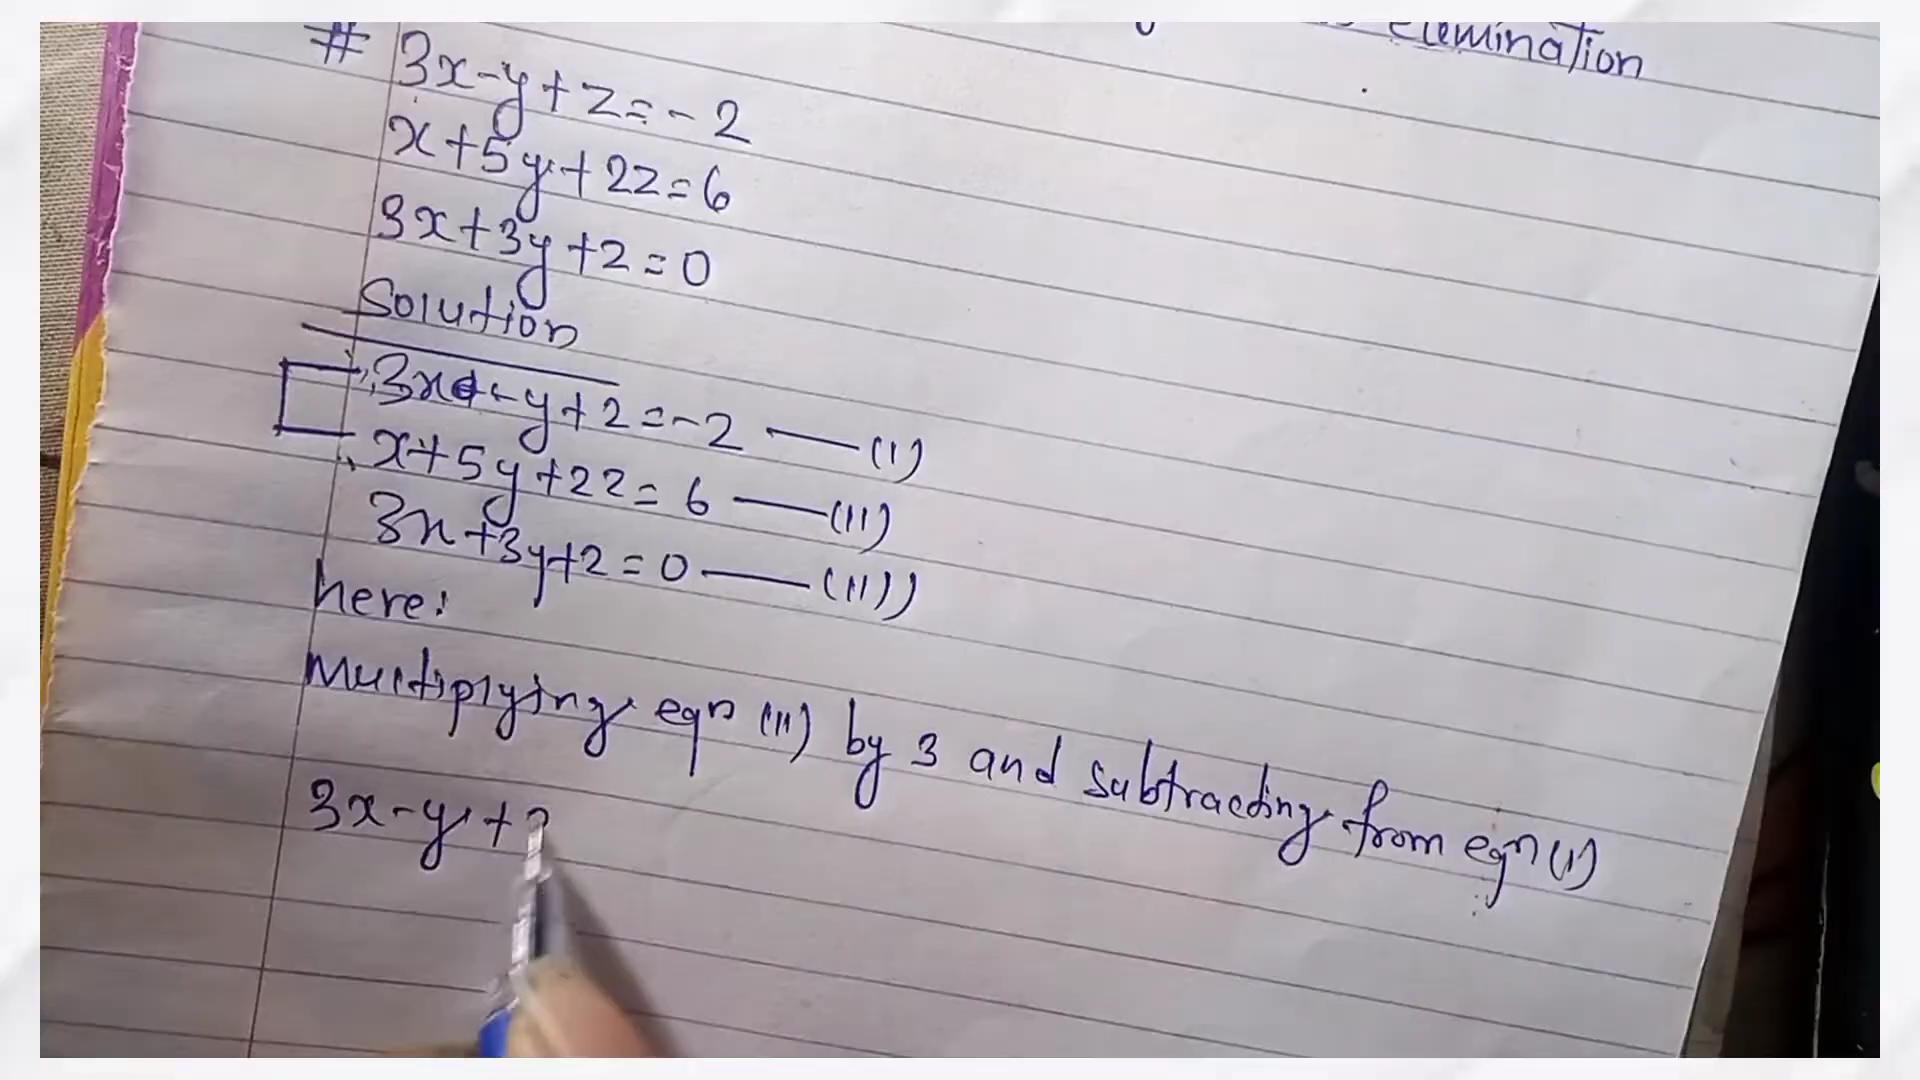 elemination
# 3x-y+z=-2
x+5y+2z=6
3x+3y+z=0
Solution
3x-y+z=-2 —(I)
x+5y+2z=6 —(II)
3x+3y+z=0 —(III)
here:
Multiplying eqn (II) by 3 and subtracting from eqn (I)
3x-y+